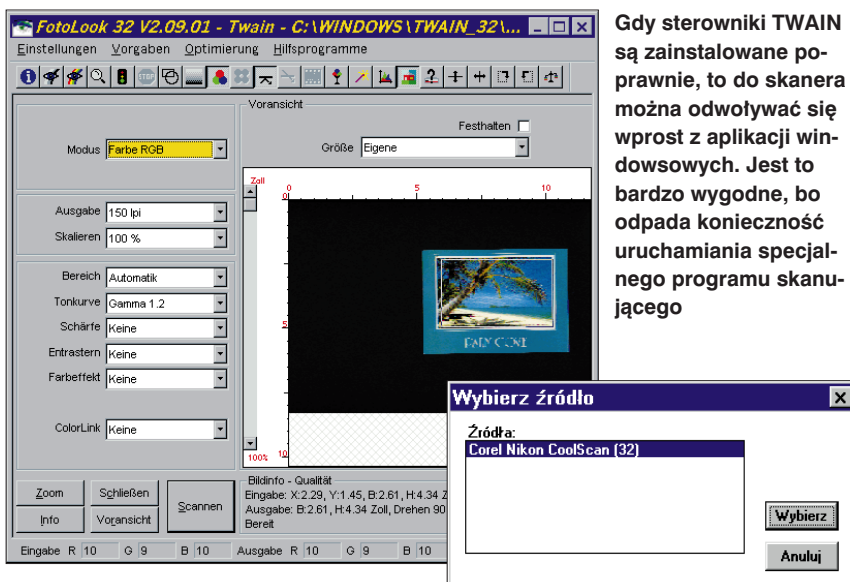 FotoLook 32 V2.09.01 - Twain - C:\WINDOWS\TWAIN_32\...
Einstellungen Vorgaben Optimierung Hilfsprogramme
Modus Farbe RGB
Ausgabe 150 lpi
Skalieren 100 %
Bereich Automatik
Tonkurve Gamma 1.2
Schärfe Keine
Entrastern Keine
Farbeffekt Keine
ColorLink Keine
Zoom Schließen Scannen
Info Voransicht
Voransicht
Festhalten
Größe Eigene
Zoll 0 5 10
0
5
10
100%
Bildinfo - Qualität
Eingabe: X:2.29, Y:1.45, B:2.61, H:4.34 Z
Ausgabe: B:2.61, H:4.34 Zoll, Drehen 90
Bereit
Eingabe R 10 G 9 B 10 Ausgabe R 10 G 9 B 10
Gdy sterowniki TWAIN
są zainstalowane po-
prawnie, to do skanera
można odwoływać się
wprost z aplikacji win-
dowsowych. Jest to
bardzo wygodne, bo
odpada konieczność
uruchamiania specjal-
nego programu skanu-
jącego
Wybierz źródło
Źródła:
Corel Nikon CoolScan (32)
Wybierz
Anuluj